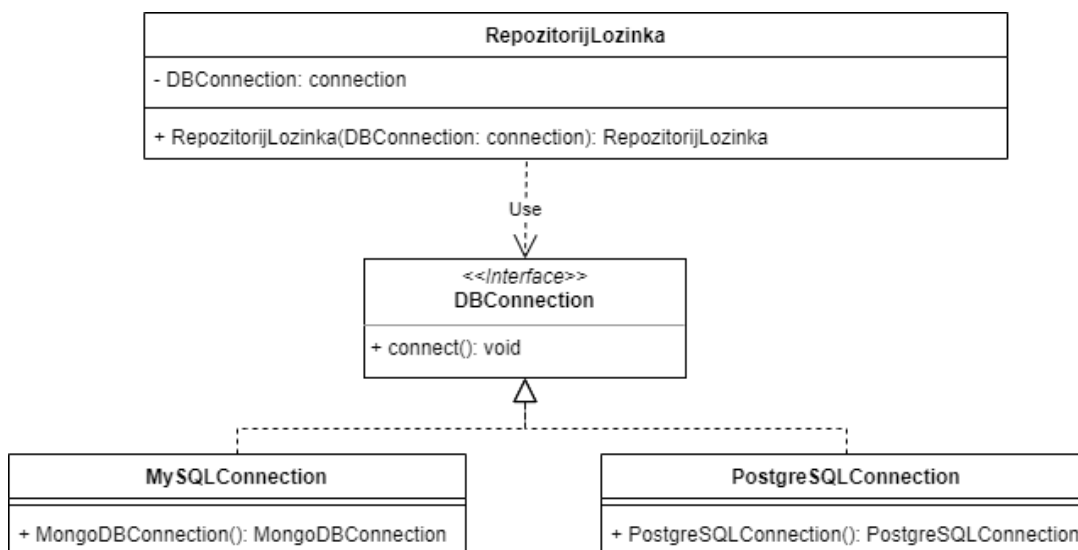 RepozitorijLozinka
- DBConnection: connection
+ RepozitorijLozinka(DBConnection: connection): RepozitorijLozinka
Use
<<Interface>>
DBConnection
+ connect(): void
MySQLConnection
+ MongoDBConnection(): MongoDBConnection
PostgreSQLConnection
+ PostgreSQLConnection(): PostgreSQLConnection